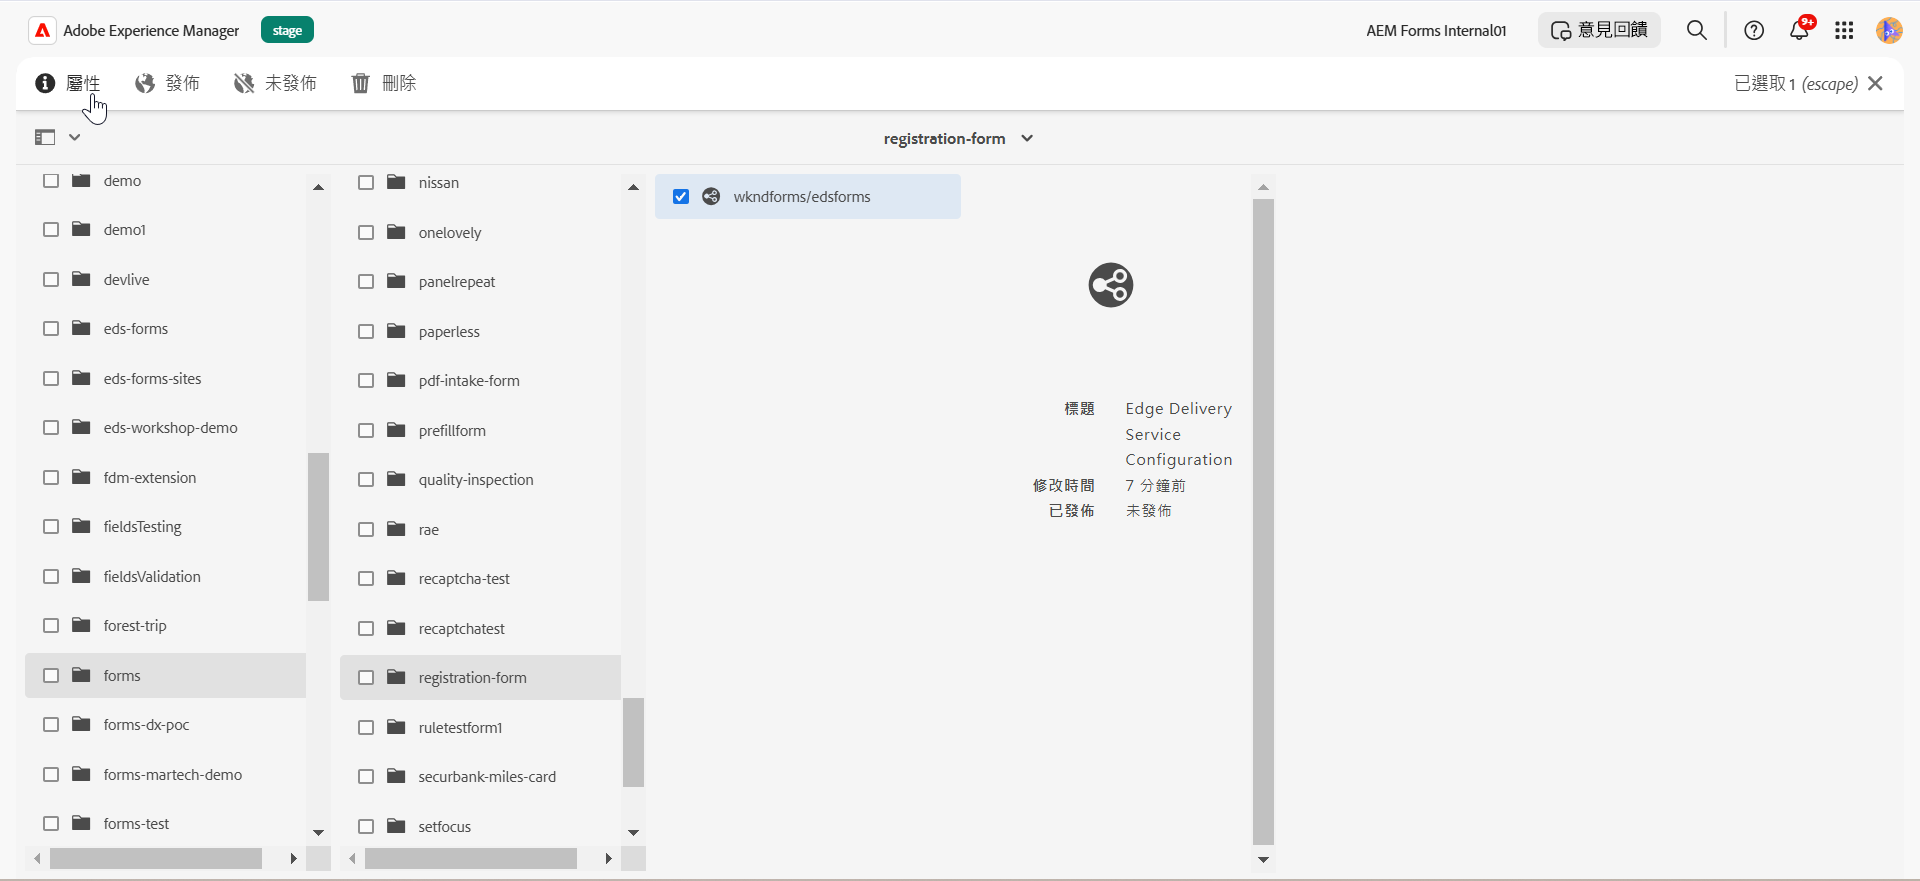 Adobe Experience Manager
stage
AEM Forms Internal01
意見回饋
9+
屬性
發佈
未發佈
刪除
已選取 1 (escape)
registration-form
demo
demo1
devlive
eds-forms
eds-forms-sites
eds-workshop-demo
fdm-extension
fieldsTesting
fieldsValidation
forest-trip
forms
forms-dx-poc
forms-martech-demo
forms-test
nissan
onelovely
panelrepeat
paperless
pdf-intake-form
prefillform
quality-inspection
rae
recaptcha-test
recaptchatest
registration-form
ruletestform1
securbank-miles-card
setfocus
wkndforms/edsforms
標題 Edge Delivery
Service
Configuration
修改時間 7 分鐘前
已發佈 未發佈